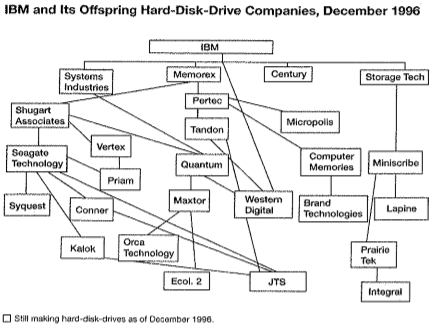 IBM and Its Offspring Hard-Disk-Drive Companies, December 1996
IBM
Systems
Industries
Memorex
Century
Storage Tech
Shugart
Associates
Pertec
Micropolis
Tandon
Vertex
Seagate
Technology
Quantum
Computer
Memories
Miniscribe
Priam
Syquest
Conner
Maxtor
Western
Digital
Brand
Technologies
Lapine
Kalok
Orca
Technology
Prairie
Tek
Ecol. 2
JTS
Integral
Still making hard-disk-drives as of December 1996.